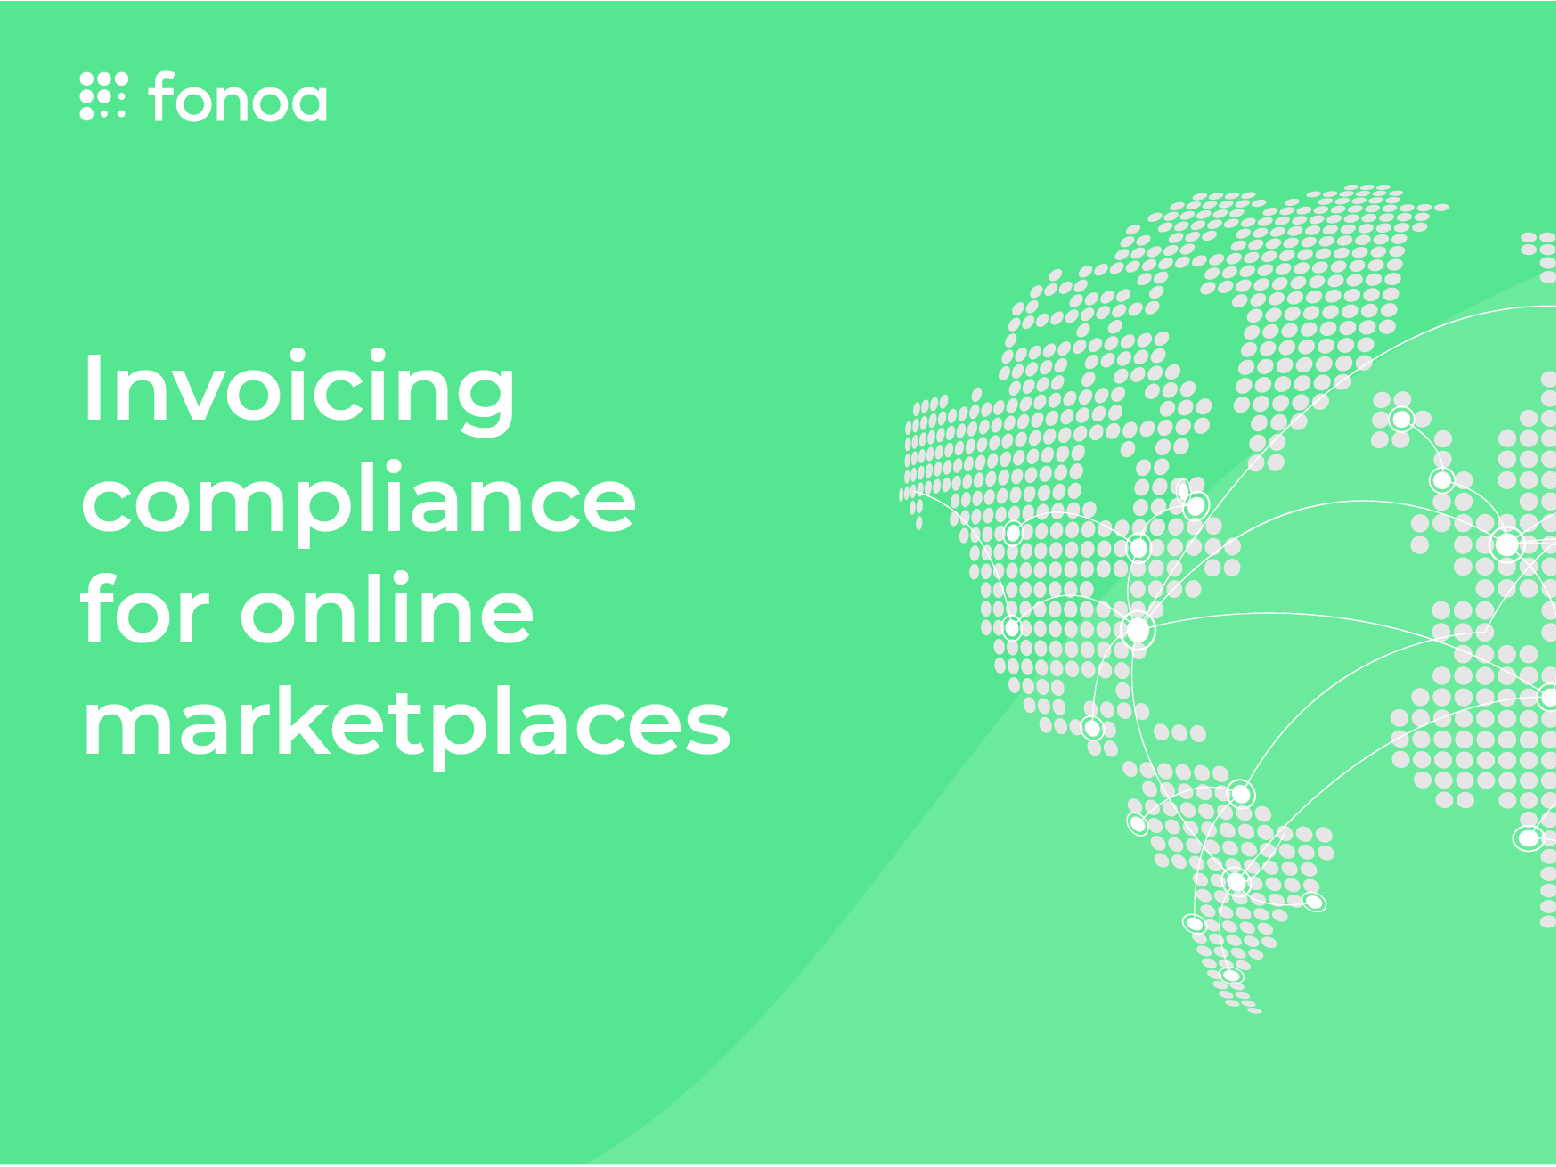 fonoa
Invoicing
compliance
for online
marketplaces